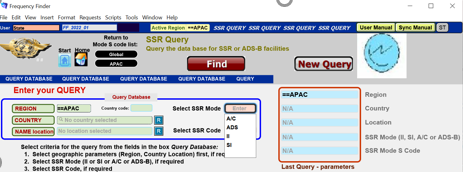 Frequency Finder
File Edit View Insert Format Requests Scripts Tools Window Help
User State PP_2022_01 Active Region ==APAC SSR QUERY SSR QUERY SSR QUERY SSR QUERY User Manual Sync Manual ST
Return to
Mode S code list:
Start Home
Global
APAC
SSR Query
Query the data base for SSR or ADS-B facilities
Find
New Query
QUERY DATABASE QUERY DATABASE QUERY DATABASE QUERY DATABASE QUERY
Enter your QUERY
Query Database
REGION ==APAC Country code: Select SSR Mode Enter
COUNTRY No country selected R
NAME location No location selected R Select SSR Code
A/C
ADS
II
SI
Select criteria for the query from the fields in the box Query Database:
1. Select geographic parameters (Region, Country Location) first, if req
2. Select SSR Mode (II or SI or A/C or ADS-B), if required
3. Select SSR Code, if required
==APAC Region
N/A Country
N/A Location
N/A SSR Mode (II, SI, A/C or ADS-B)
N/A SSR Mode S Code
Last Query - parameters